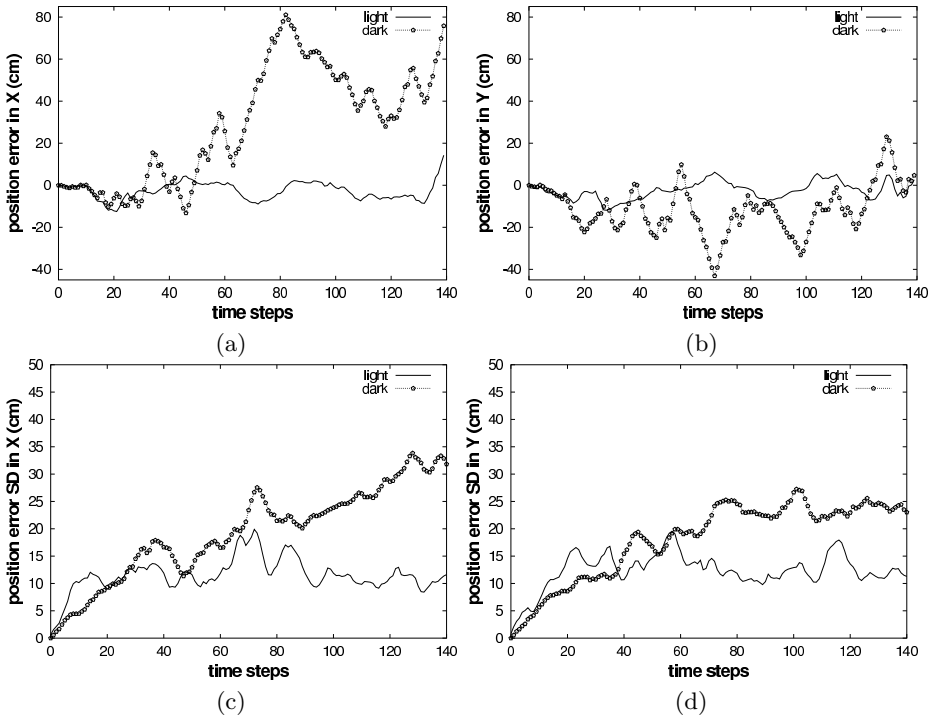 80
60
40
20
0
-20
-40
0 20 40 60 80 100 120 140
position error in X (cm)
time steps
light
dark
(a)
80
60
40
20
0
-20
-40
0 20 40 60 80 100 120 140
position error in Y (cm)
time steps
light
dark
(b)
50
45
40
35
30
25
20
15
10
5
0
0 20 40 60 80 100 120 140
position error SD in X (cm)
time steps
light
dark
(c)
50
45
40
35
30
25
20
15
10
5
0
0 20 40 60 80 100 120 140
position error SD in Y (cm)
time steps
light
dark
(d)